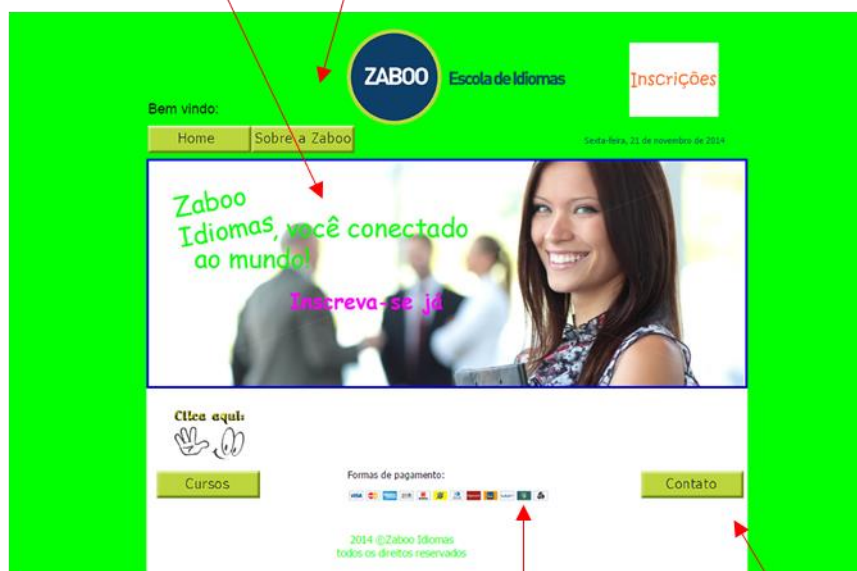 ZABOO
Escola de Idiomas
Inscrições
Bem vindo:
Home
Sobre a Zaboo
Sexta-feira, 21 de novembro de 2014
Zaboo
Idiomas, você conectado
ao mundo!
Inscreva-se já
Clica aqui:
Cursos
Formas de pagamento:
VISA
Contato
2014 ©Zaboo Idiomas
todos os direitos reservados